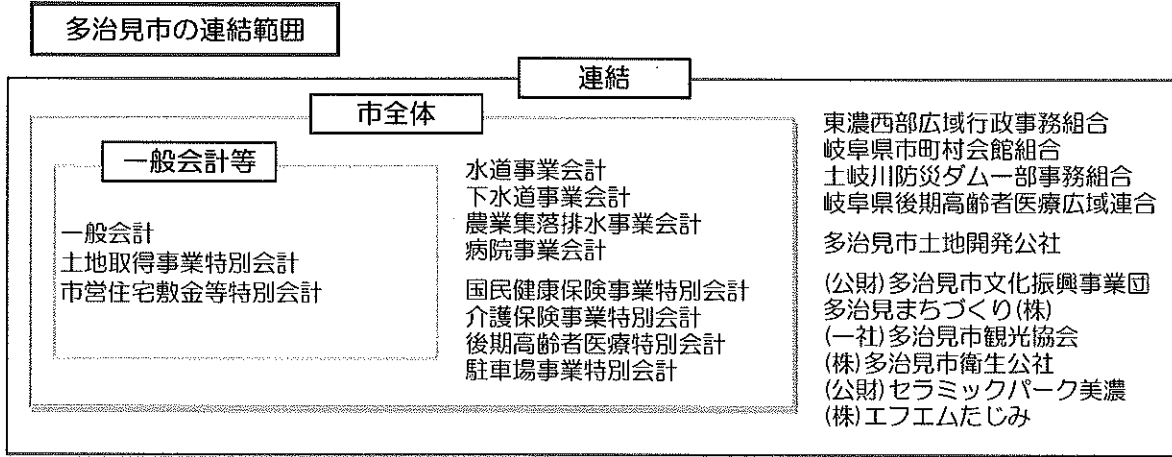 多治見市の連結範囲
連結
市全体
一般会計等
一般会計
土地取得事業特別会計
市営住宅敷金等特別会計
水道事業会計
下水道事業会計
農業集落排水事業会計
病院事業会計
国民健康保険事業特別会計
介護保険事業特別会計
後期高齢者医療特別会計
駐車場事業特別会計
東濃西部広域行政事務組合
岐阜県市町村会館組合
土岐川防災ダム一部事務組合
岐阜県後期高齢者医療広域連合
多治見市土地開発公社
(公財)多治見市文化振興事業団
多治見まちづくり(株)
(一社)多治見市観光協会
(株)多治見市衛生公社
(公財)セラミックパーク美濃
(株)エフエムたじみ